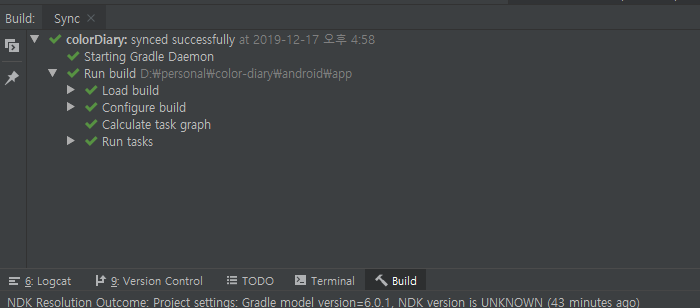 Build: Sync
colorDiary: synced successfully at 2019-12-17 오후 4:58
Starting Gradle Daemon
Run build D:₩personal₩color-diary₩android₩app
Load build
Configure build
Calculate task graph
Run tasks
6: Logcat 9: Version Control TODO Terminal Build
NDK Resolution Outcome: Project settings: Gradle model version=6.0.1, NDK version is UNKNOWN (43 minutes ago)